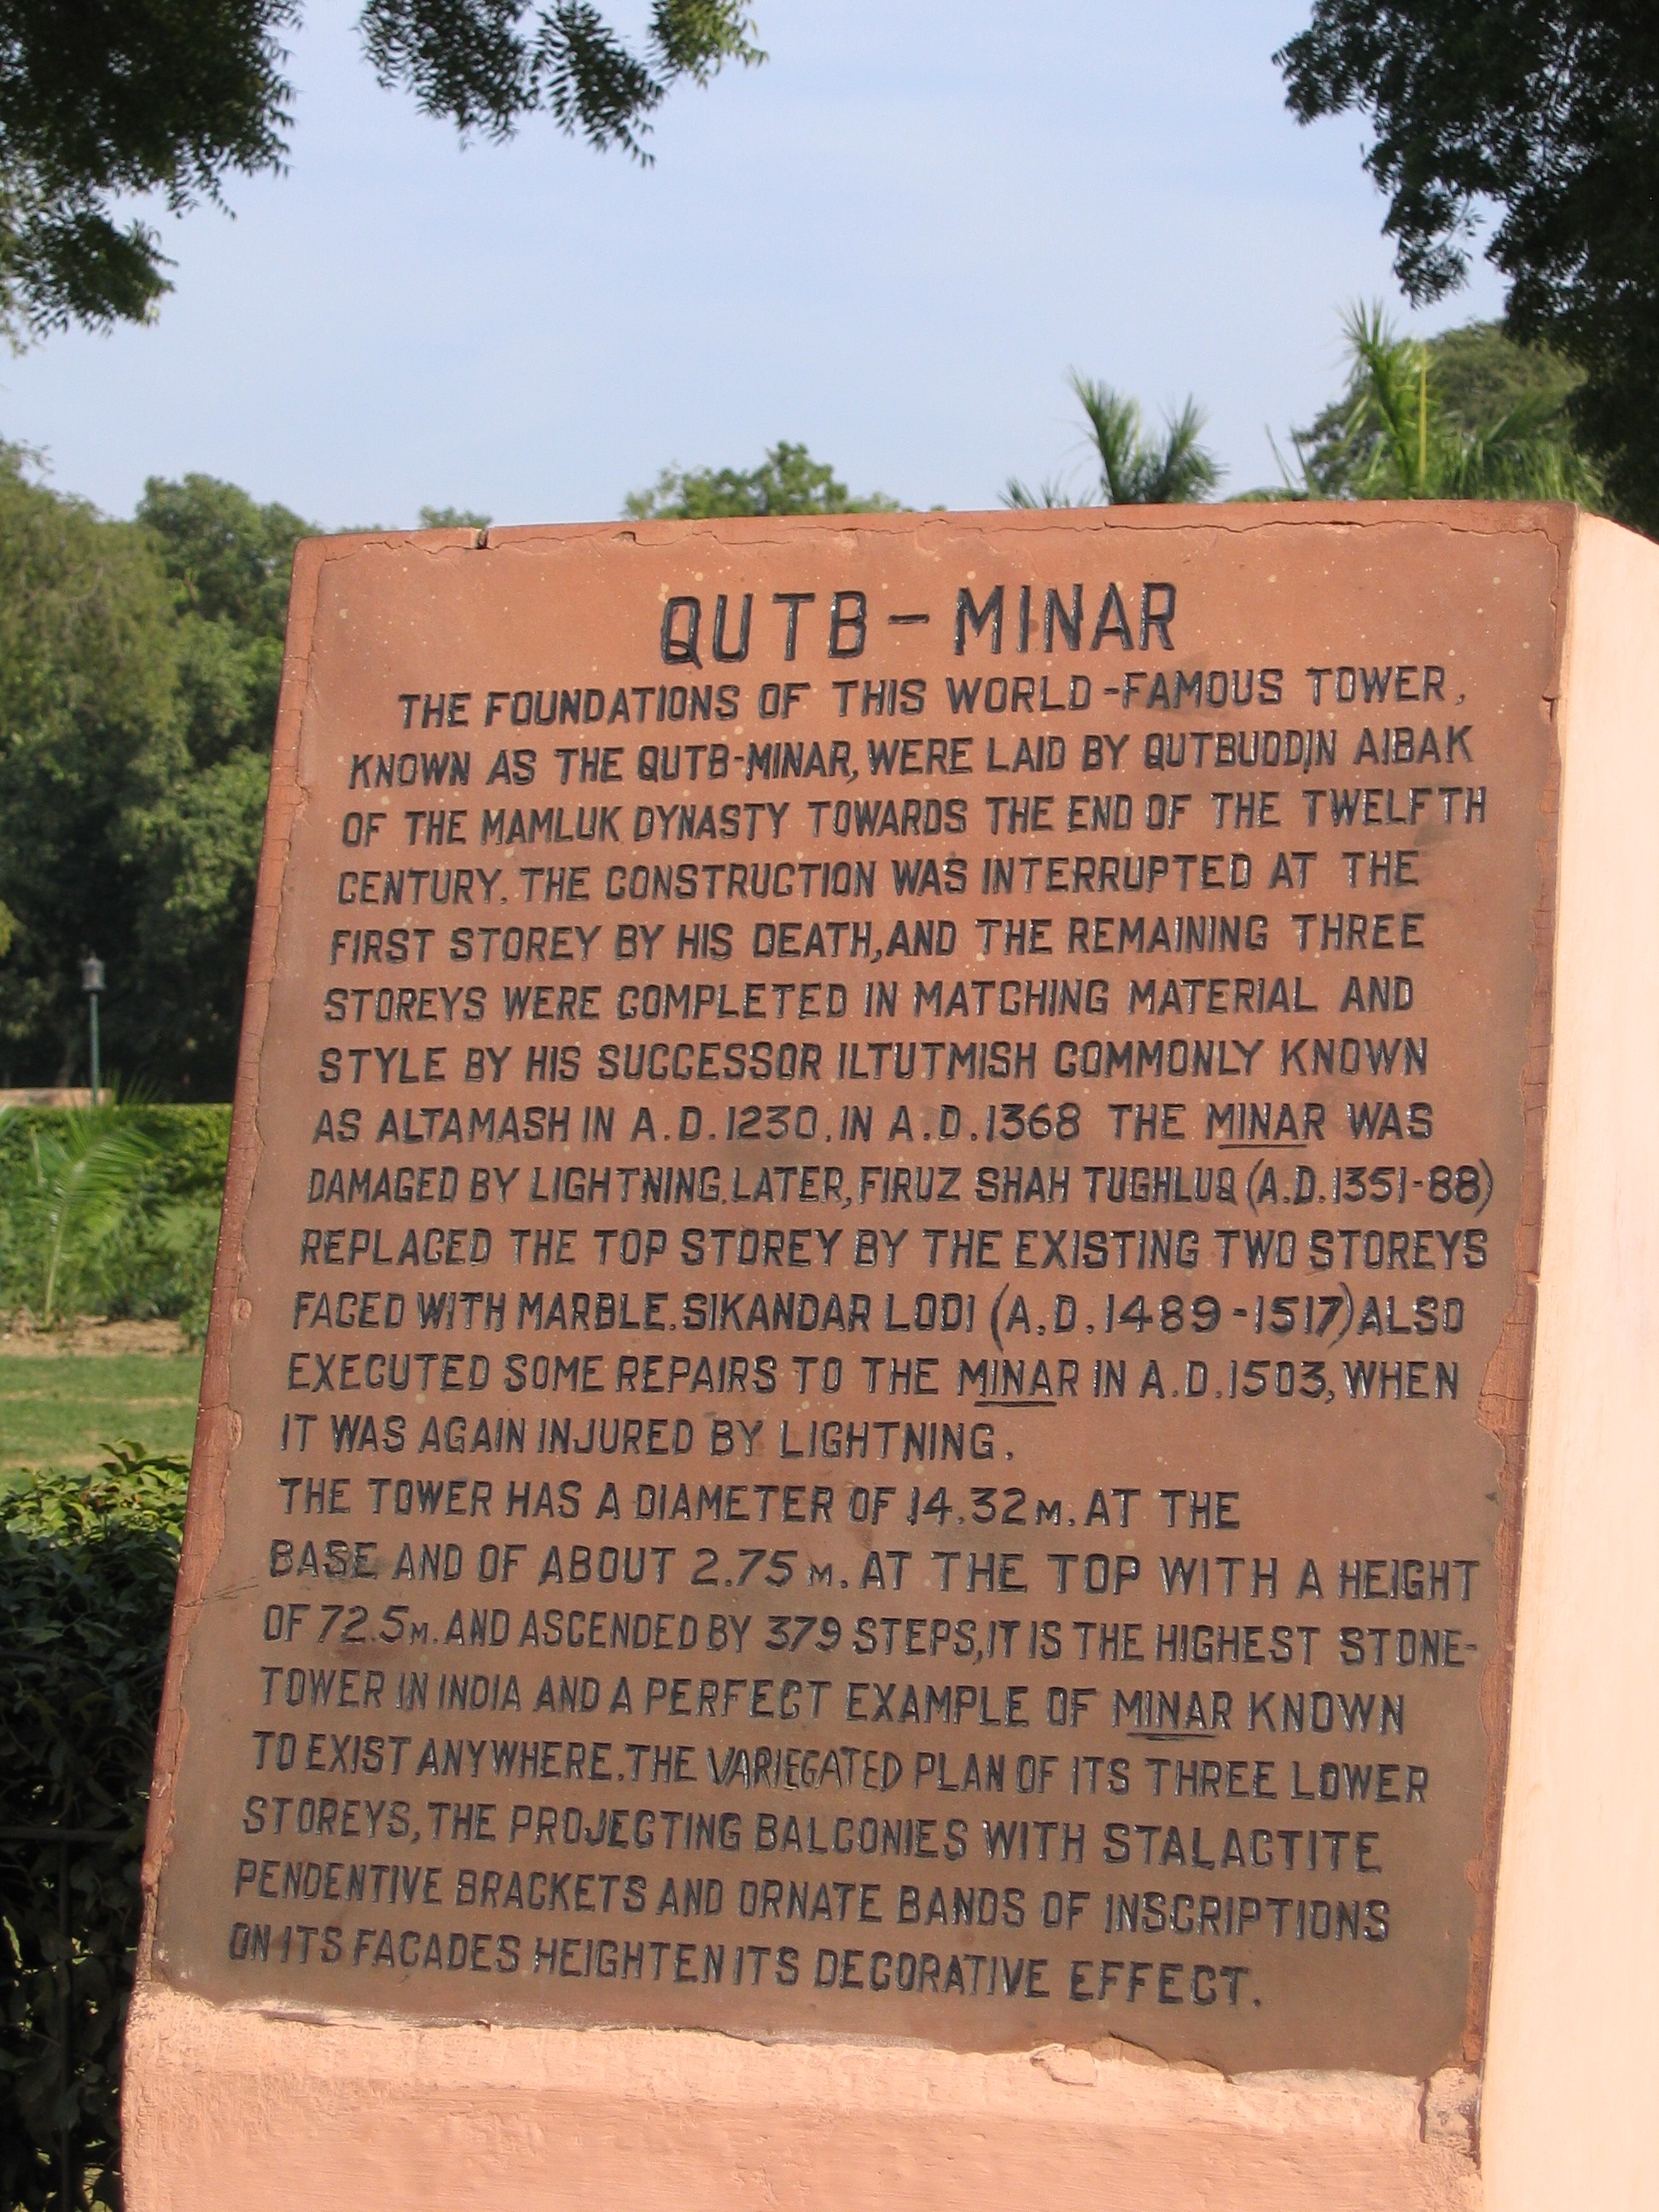 QUTB - MINAR
THE FOUNDATIONS OF THIS WORLD-FAMOUS TOWER,
KNOWN AS THE QUTB-MINAR, WERE LAID BY QUTBUDDIN AIBAK
OF THE MAMLUK DYNASTY TOWARDS THE END OF THE TWELFTH
CENTURY. THE CONSTRUCTION WAS INTERRUPTED AT THE
FIRST STOREY BY HIS DEATH, AND THE REMAINING THREE
STOREYS WERE COMPLETED IN MATCHING MATERIAL AND
STYLE BY HIS SUCCESSOR ILTUTMISH COMMONLY KNOWN
AS ALTAMASH IN A.D. 1230. IN A.D. 1368 THE MINAR WAS
DAMAGED BY LIGHTNING. LATER, FIRUZ SHAH TUGHLUQ (A.D. 1351-88)
REPLACED THE TOP STOREY BY THE EXISTING TWO STOREYS
FACED WITH MARBLE. SIKANDAR LODI (A.D. 1489-1517) ALSO
EXECUTED SOME REPAIRS TO THE MINAR IN A.D. 1503, WHEN
IT WAS AGAIN INJURED BY LIGHTNING.
THE TOWER HAS A DIAMETER OF 14.32 M. AT THE
BASE AND OF ABOUT 2.75 M. AT THE TOP WITH A HEIGHT
OF 72.5 M. AND ASCENDED BY 379 STEPS, IT IS THE HIGHEST STONE-
TOWER IN INDIA AND A PERFECT EXAMPLE OF MINAR KNOWN
TO EXIST ANYWHERE. THE VARIEGATED PLAN OF ITS THREE LOWER
STOREYS, THE PROJECTING BALCONIES WITH STALACTITE
PENDENTIVE BRACKETS AND ORNATE BANDS OF INSCRIPTIONS
ON ITS FACADES HEIGHTEN ITS DECORATIVE EFFECT.